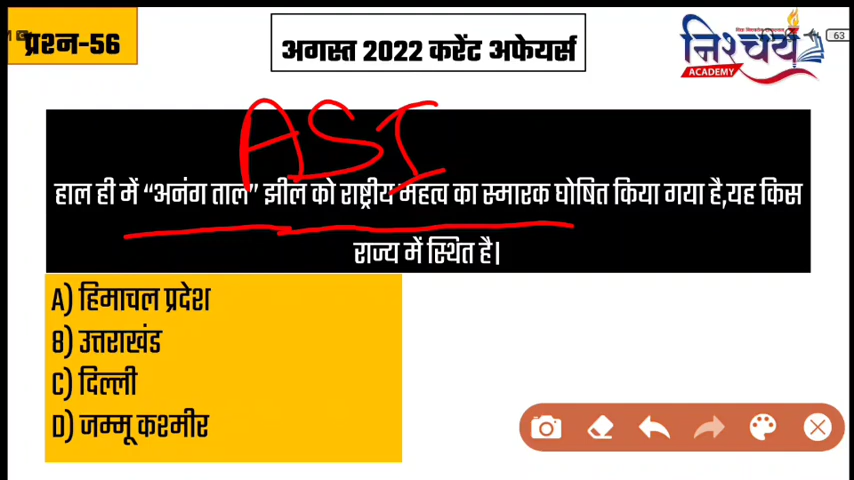 प्रश्न-56
अगस्त 2022 करेंट अफेयर्स
निश्चय
ACADEMY
63
ASI
हाल ही में “अनंग ताल” झील को राष्ट्रीय महत्व का स्मारक घोषित किया गया है,यह किस
राज्य में स्थित है।
A) हिमाचल प्रदेश
B) उत्तराखंड
C) दिल्ली
D) जम्मू कश्मीर